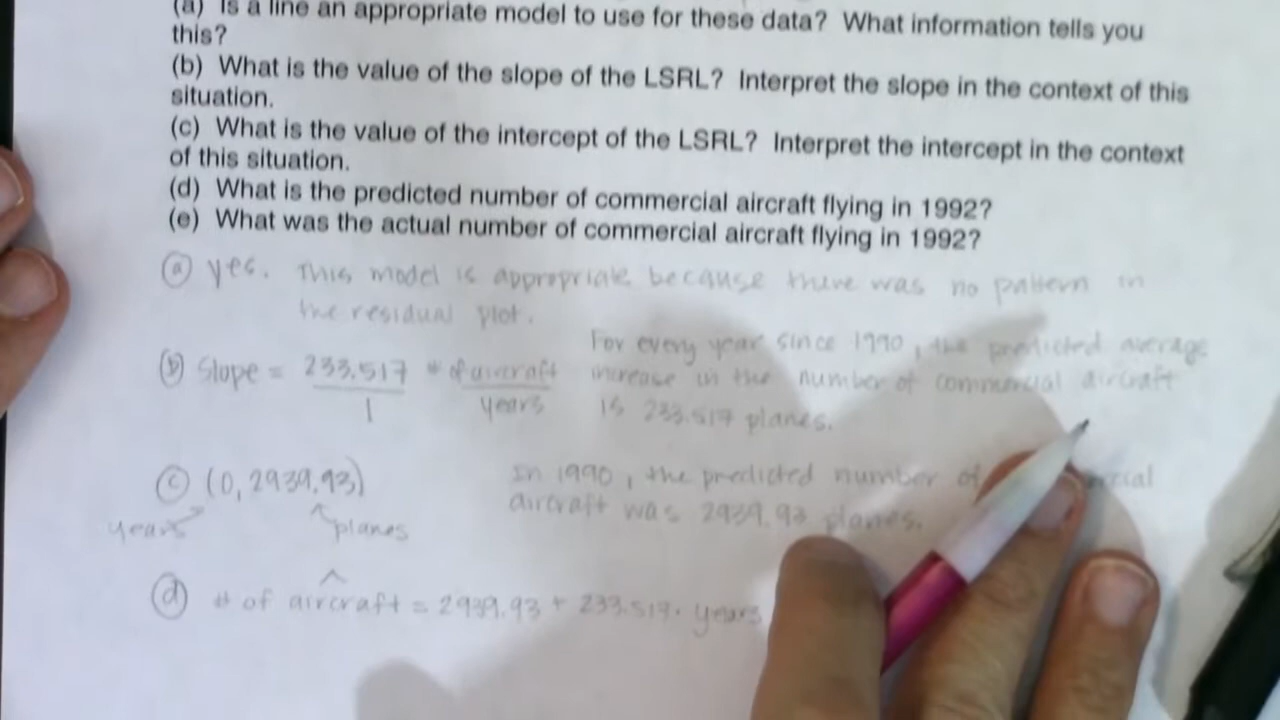 (a) Is a line an appropriate model to use for these data? What information tells you
this?
(b) What is the value of the slope of the LSRL? Interpret the slope in the context of this
situation.
(c) What is the value of the intercept of the LSRL? Interpret the intercept in the context
of this situation.
(d) What is the predicted number of commercial aircraft flying in 1992?
(e) What was the actual number of commercial aircraft flying in 1992?
(a) yes. This model is appropriate because there was no pattern in
the residual plot.
For every year since 1990, the predicted average
(b) Slope = 233.517 # of aircraft increase in the number of commercial aircraft
1 years is 233.517 planes.
(c) (0, 2939.93) In 1990, the predicted number of
years planes aircraft was 2939.93 planes.
(d) # of aircraft^ = 2939.93 + 233.517 · years